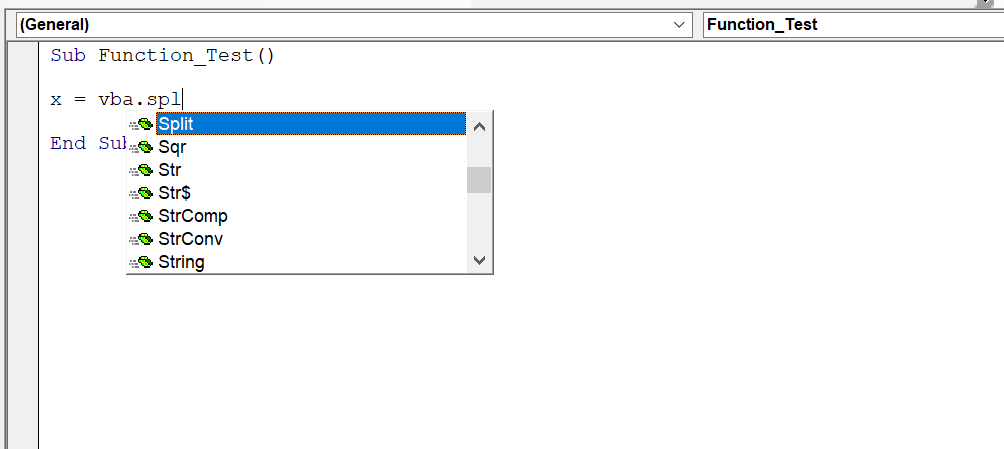 (General)
Function_Test
Sub Function_Test()
x = vba.spl
Split
End Sub
Sqr
Str
Str$
StrComp
StrConv
String